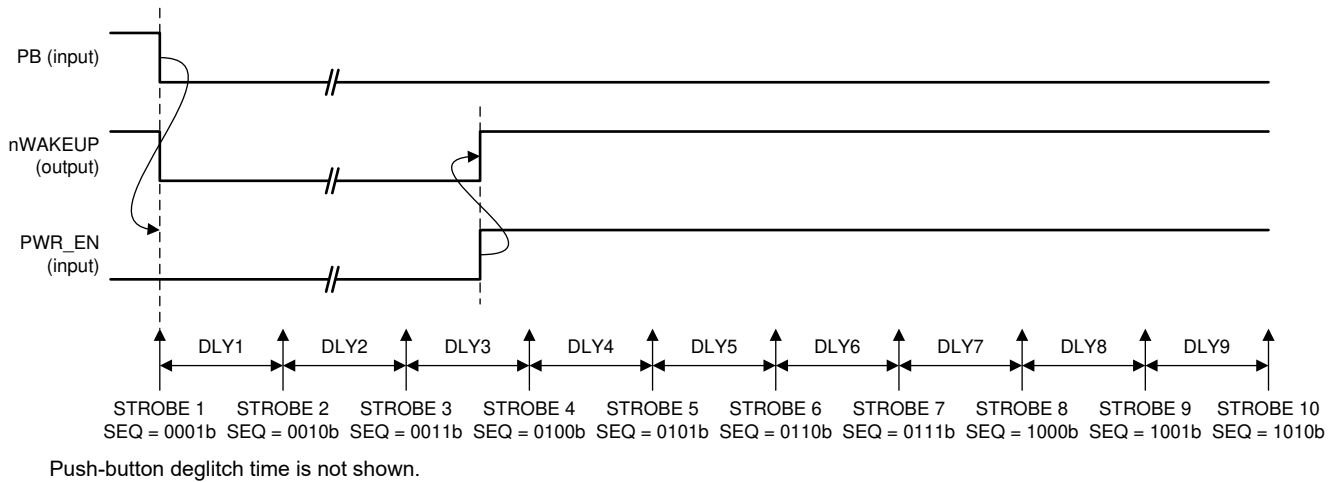 PB (input)
nWAKEUP
(output)
PWR_EN
(input)
DLY1 DLY2 DLY3 DLY4 DLY5 DLY6 DLY7 DLY8 DLY9
STROBE 1 STROBE 2 STROBE 3 STROBE 4 STROBE 5 STROBE 6 STROBE 7 STROBE 8 STROBE 9 STROBE 10
SEQ = 0001b SEQ = 0010b SEQ = 0011b SEQ = 0100b SEQ = 0101b SEQ = 0110b SEQ = 0111b SEQ = 1000b SEQ = 1001b SEQ = 1010b
Push-button deglitch time is not shown.